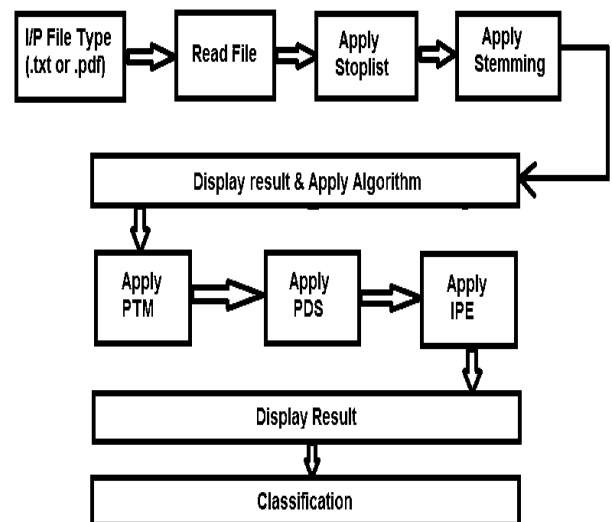 I/P File Type
(.txt or .pdf)
Read File
Apply
Stoplist
Apply
Stemming
Display result & Apply Algorithm
Apply
PTM
Apply
PDS
Apply
IPE
Display Result
Classification